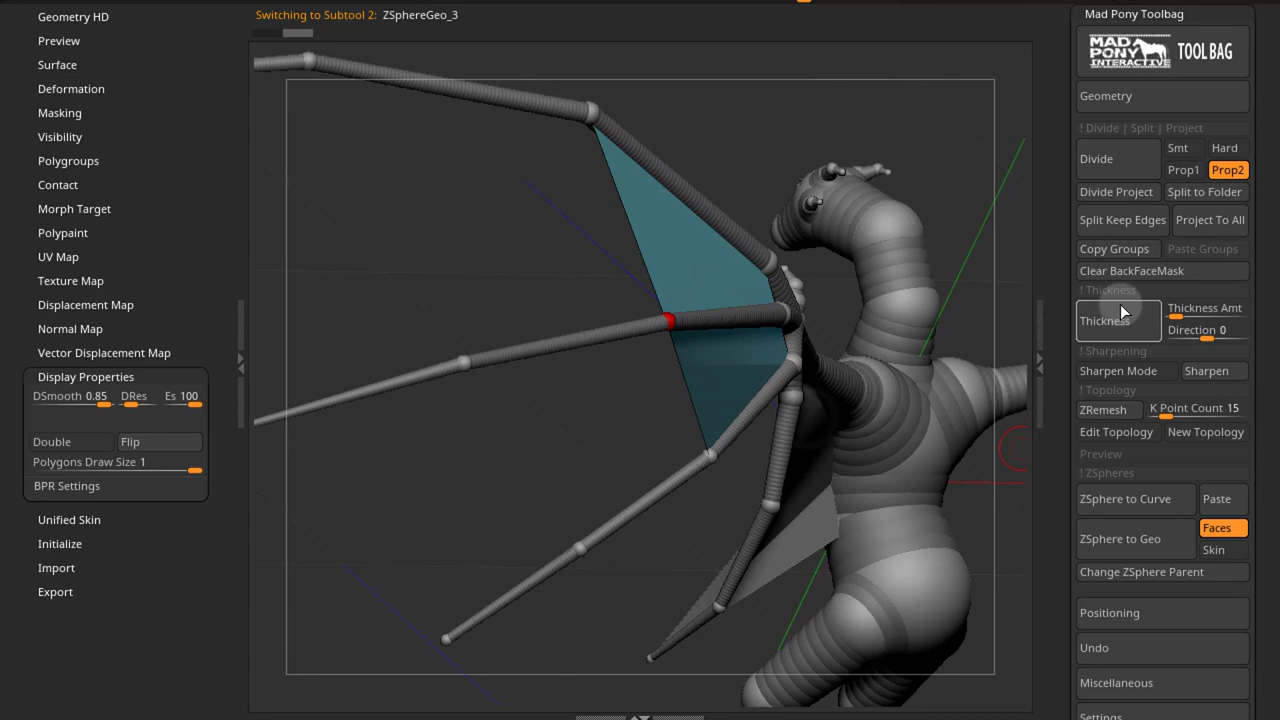 Switching to Subtool 2: ZSphereGeo_3
Geometry HD
Preview
Surface
Deformation
Masking
Visibility
Polygroups
Contact
Morph Target
Polypaint
UV Map
Texture Map
Displacement Map
Normal Map
Vector Displacement Map
Display Properties
DSmooth 0.85 DRes Es 100
Double Flip
Polygons Draw Size 1
BPR Settings
Unified Skin
Initialize
Import
Export
Mad Pony Toolbag
MAD PONY INTERACTIVE TOOL BAG
Geometry
! Divide | Split | Project
Divide Smt Hard
Prop1 Prop2
Divide Project Split to Folder
Split Keep Edges Project To All
Copy Groups Paste Groups
Clear BackFaceMask
! Thickness
Thickness Thickness Amt
Direction 0
! Sharpening
Sharpen Mode Sharpen
! Topology
ZRemesh K Point Count 15
Edit Topology New Topology
Preview
! ZSpheres
ZSphere to Curve Paste
ZSphere to Geo Faces
Skin
Change ZSphere Parent
Positioning
Undo
Miscellaneous
Settings